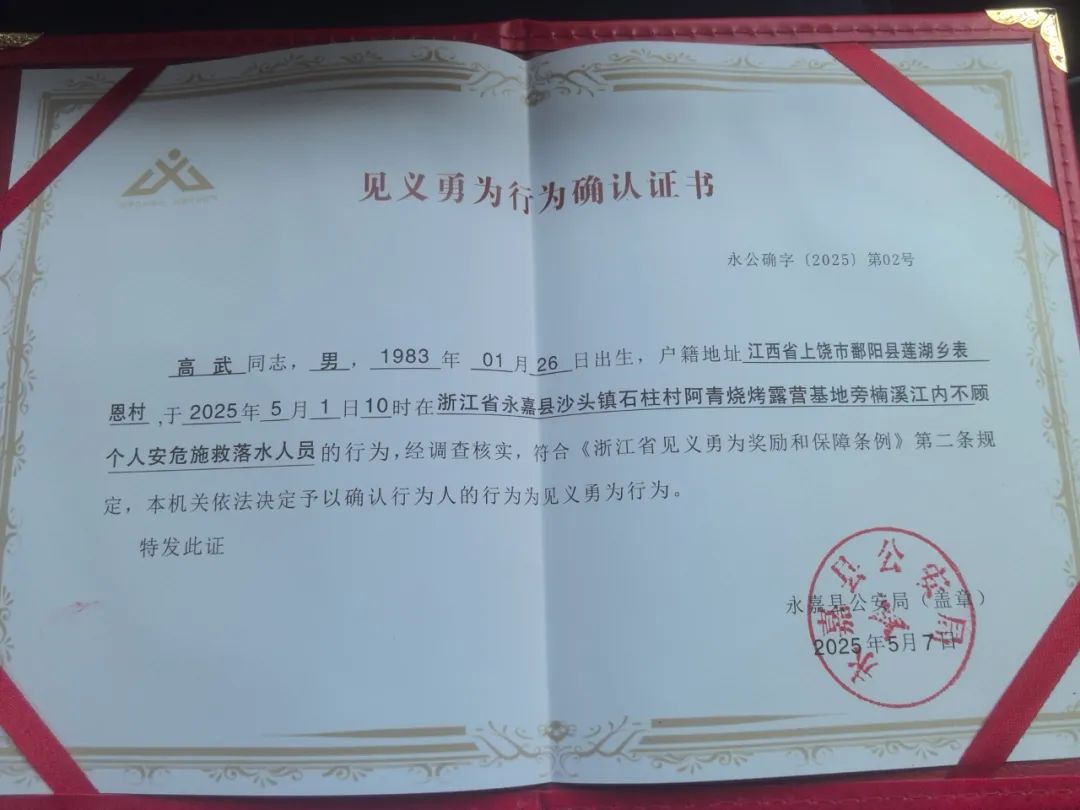 见义勇为行为确认证书
永公确字〔2025〕第02号
高武同志，男，1983年01月26日出生，户籍地址江西省上饶市鄱阳县莲湖乡表
恩村,于2025年5月1日10时在浙江省永嘉县沙头镇石柱村阿青烧烤露营基地旁楠溪江内不顾
个人安危施救落水人员的行为,经调查核实，符合《浙江省见义勇为奖励和保障条例》第二条规
定，本机关依法决定予以确认行为人的行为为见义勇为行为。
特发此证
永嘉县公安局（盖章）
2025年5月7日
永嘉县公安局